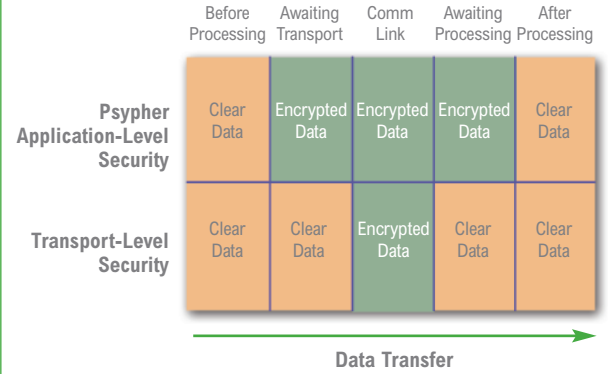 Before Awaiting Comm Awaiting After
Processing Transport Link Processing Processing
Psypher
Application-Level
Security
Clear Encrypted Encrypted Encrypted Clear
Data Data Data Data Data
Transport-Level
Security
Clear Clear Encrypted Clear Clear
Data Data Data Data Data
Data Transfer